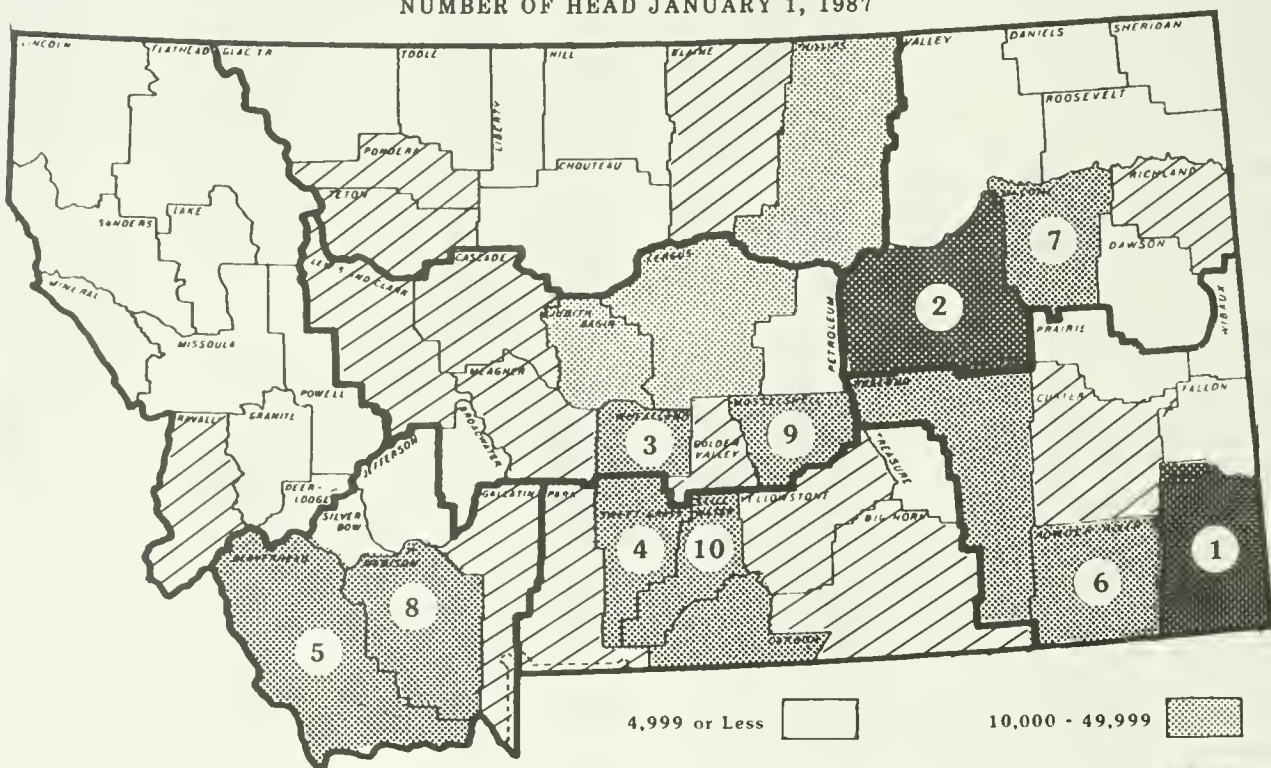 NUMBER OF HEAD JANUARY 1, 1987
LINCOLN
FLATHEAD
TOOLE
HILL
BLAINE
PHILLIPS
VALLEY
DANIELS
SHERIDAN
LIBERTY
ROOSEVELT
PONDERA
CHOUTEAU
TETON
RICHLAND
SANDERS
LAKE
7
DAWSON
CASCADE
FERGUS
LEWIS AND CLARK
MINERAL
2
WIBAUX
JUDITH
BASIN
PETROLEUM
MISSOULA
MEAGHER
POWELL
FALLON
CUSTER
RAVALLI
GRANITE
BROADWATER
3
GOLDEN
VALLEY
9
JEFFERSON
TREASURE
DEER
LODGE
GALLATIN
PARK
YELLOWSTONE
SILVER
BOW
BIG HORN
MADISON
4
10
1
8
6
5
CARBON
4,999 or Less
10,000 - 49,999